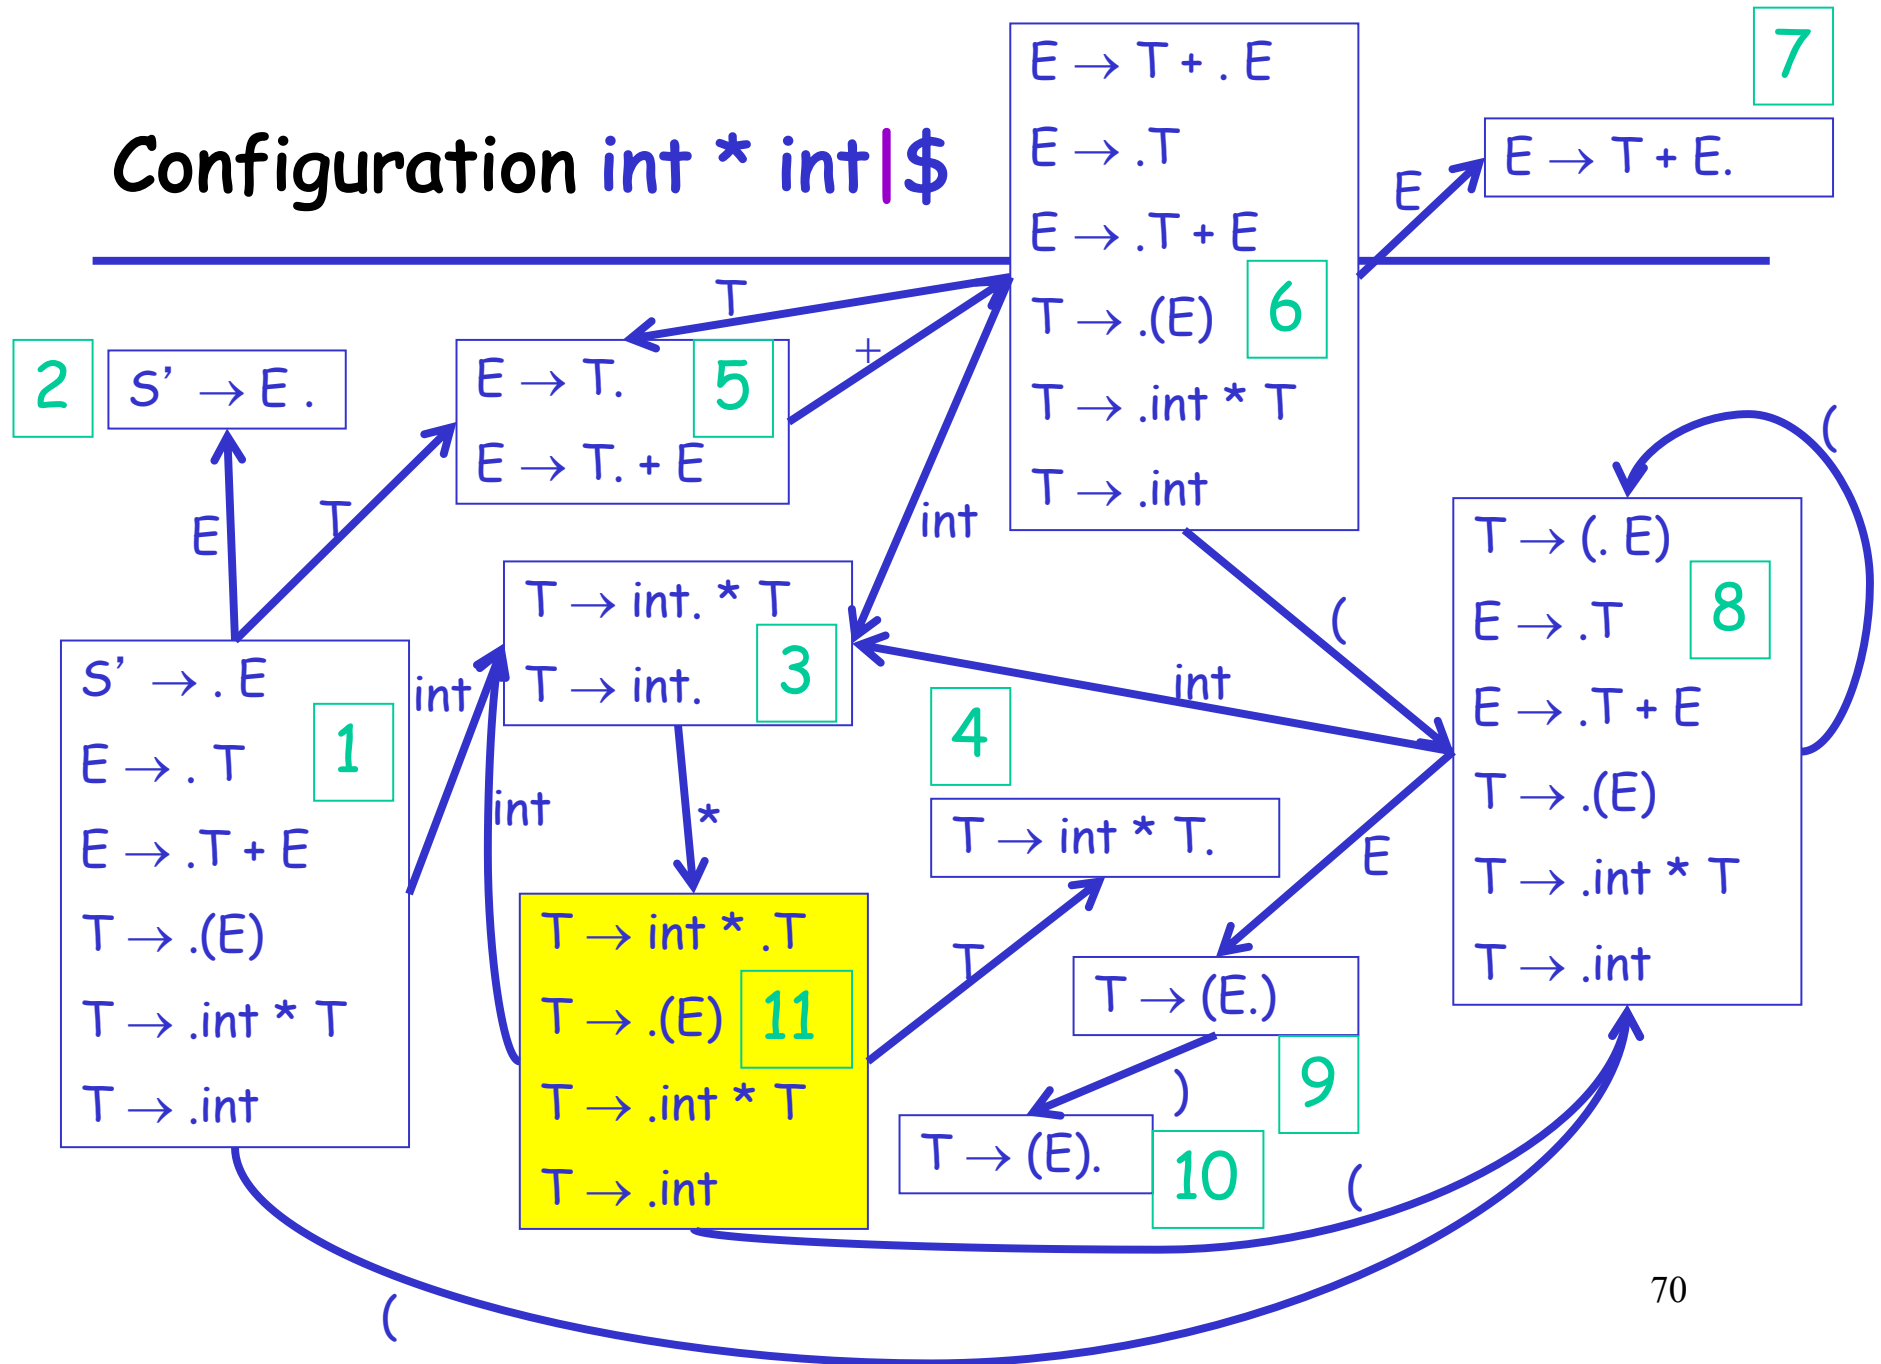 Configuration int * int|$
E → T + . E
E → .T
E → .T + E
T → .(E)
T → .int * T
T → .int
6
7
E → T + E.
E
T
+
int
(
2
S’ → E .
E → T.
E → T. + E
5
E
T
T → int. * T
T → int.
3
int
int
*
S’ → . E
E → . T
E → .T + E
T → .(E)
T → .int * T
T → .int
1
(
T → (. E)
E → .T
E → .T + E
T → .(E)
T → .int * T
T → .int
8
(
int
E
4
T → int * T.
T
T → int * .T
T → .(E)
T → .int * T
T → .int
11
(
T → (E.)
9
)
T → (E).
10
70